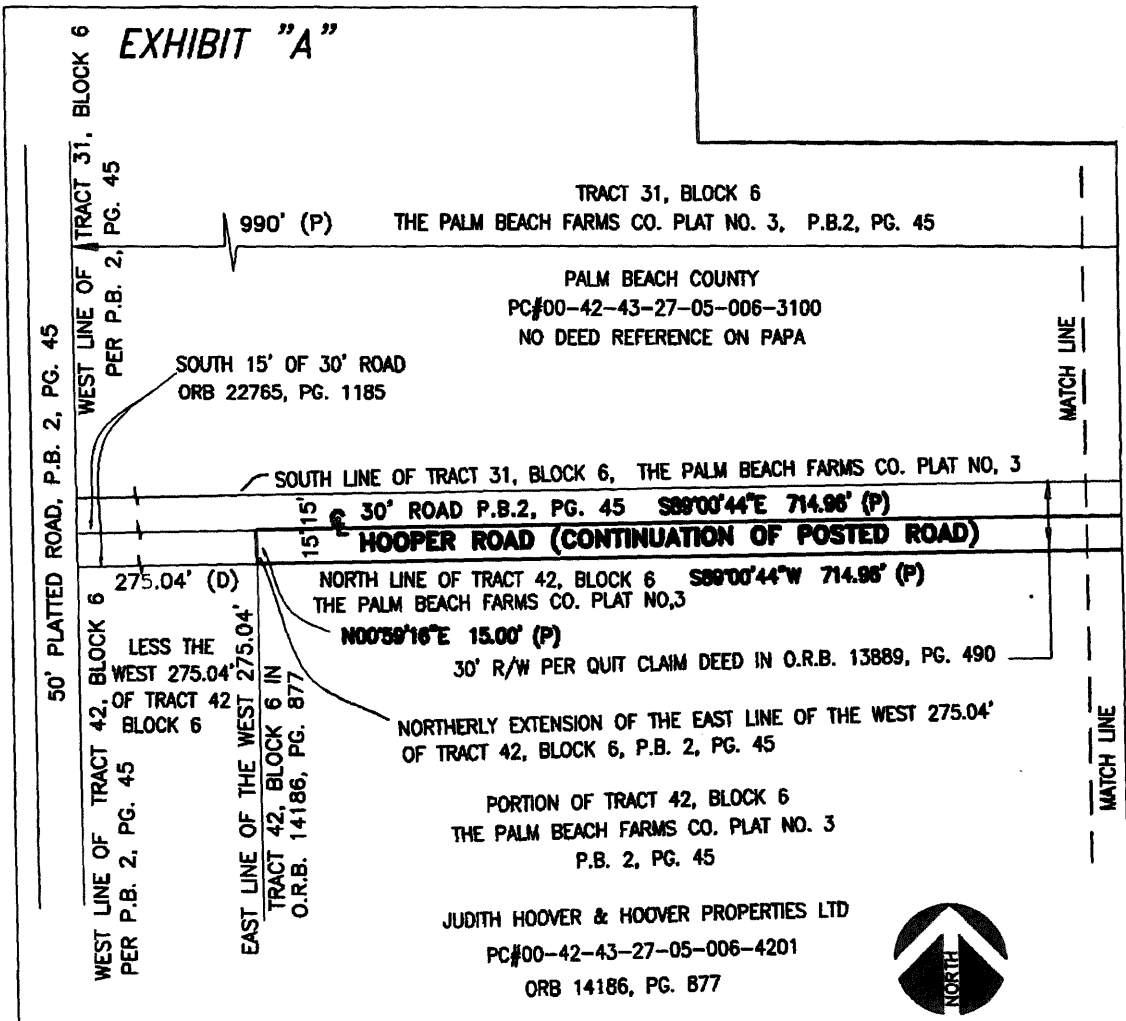 EXHIBIT "A"
WEST LINE OF TRACT 31, BLOCK 6
PER P.B. 2, PG. 45
50' PLATTED ROAD, P.B. 2, PG. 45
TRACT 31, BLOCK 6
990' (P)
THE PALM BEACH FARMS CO. PLAT NO. 3, P.B.2, PG. 45
PALM BEACH COUNTY
PC#00-42-43-27-05-006-3100
NO DEED REFERENCE ON PAPA
MATCH LINE
SOUTH 15' OF 30' ROAD
ORB 22765, PG. 1185
SOUTH LINE OF TRACT 31, BLOCK 6, THE PALM BEACH FARMS CO. PLAT NO, 3
15' 15'
(P)
30' ROAD P.B.2, PG. 45 S89°00'44"E 714.96' (P)
HOOPER ROAD (CONTINUATION OF POSTED ROAD)
275.04' (D)
NORTH LINE OF TRACT 42, BLOCK 6 S89°00'44"W 714.96' (P)
THE PALM BEACH FARMS CO. PLAT NO,3
N00°59'16"E 15.00' (P)
30' R/W PER QUIT CLAIM DEED IN O.R.B. 13889, PG. 490
LESS THE
WEST 275.04'
OF TRACT 42
BLOCK 6
WEST LINE OF TRACT 42, BLOCK 6
PER P.B. 2, PG. 45
EAST LINE OF THE WEST 275.04'
TRACT 42, BLOCK 6 IN
O.R.B. 14186, PG. 877
NORTHERLY EXTENSION OF THE EAST LINE OF THE WEST 275.04'
OF TRACT 42, BLOCK 6, P.B. 2, PG. 45
PORTION OF TRACT 42, BLOCK 6
THE PALM BEACH FARMS CO. PLAT NO. 3
P.B. 2, PG. 45
MATCH LINE
JUDITH HOOVER & HOOVER PROPERTIES LTD
PC#00-42-43-27-05-006-4201
ORB 14186, PG. 877
NORTH